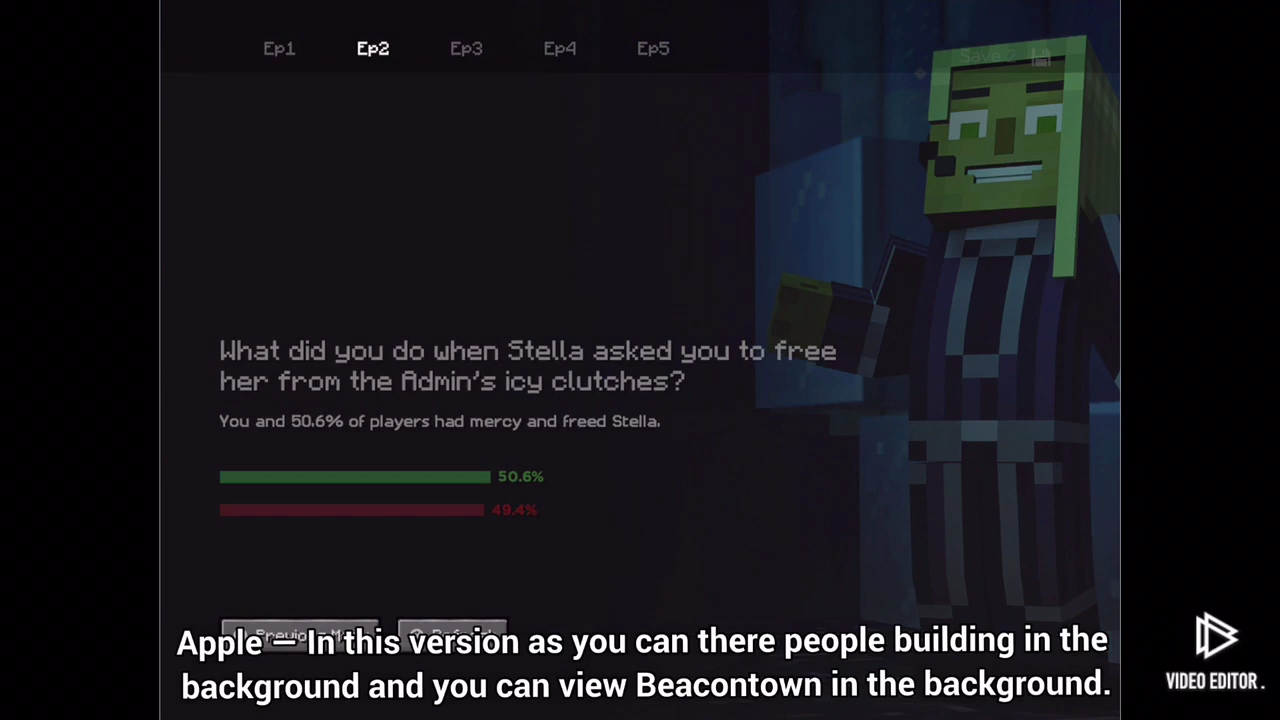 Ep1 Ep2 Ep3 Ep4 Ep5
Save 2
What did you do when Stella asked you to free
her from the Admin's icy clutches?
You and 50.6% of players had mercy and freed Stella.
50.6%
49.4%
Apple — In this version as you can there people building in the
background and you can view Beacontown in the background.
VIDEO EDITOR.